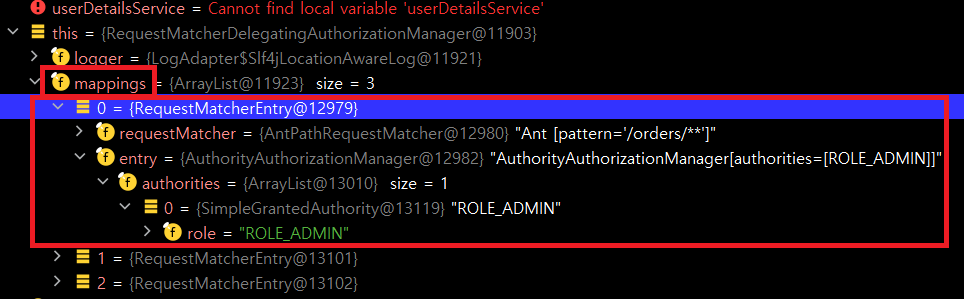 userDetailsService = Cannot find local variable 'userDetailsService'
this = {RequestMatcherDelegatingAuthorizationManager@11903}
logger = {LogAdapter$Slf4jLocationAwareLog@11921}
mappings = {ArrayList@11923} size = 3
0 = {RequestMatcherEntry@12979}
requestMatcher = {AntPathRequestMatcher@12980} "Ant [pattern='/orders/**']"
entry = {AuthorityAuthorizationManager@12982} "AuthorityAuthorizationManager[authorities=[ROLE_ADMIN]]"
authorities = {ArrayList@13010} size = 1
0 = {SimpleGrantedAuthority@13119} "ROLE_ADMIN"
role = "ROLE_ADMIN"
1 = {RequestMatcherEntry@13101}
2 = {RequestMatcherEntry@13102}